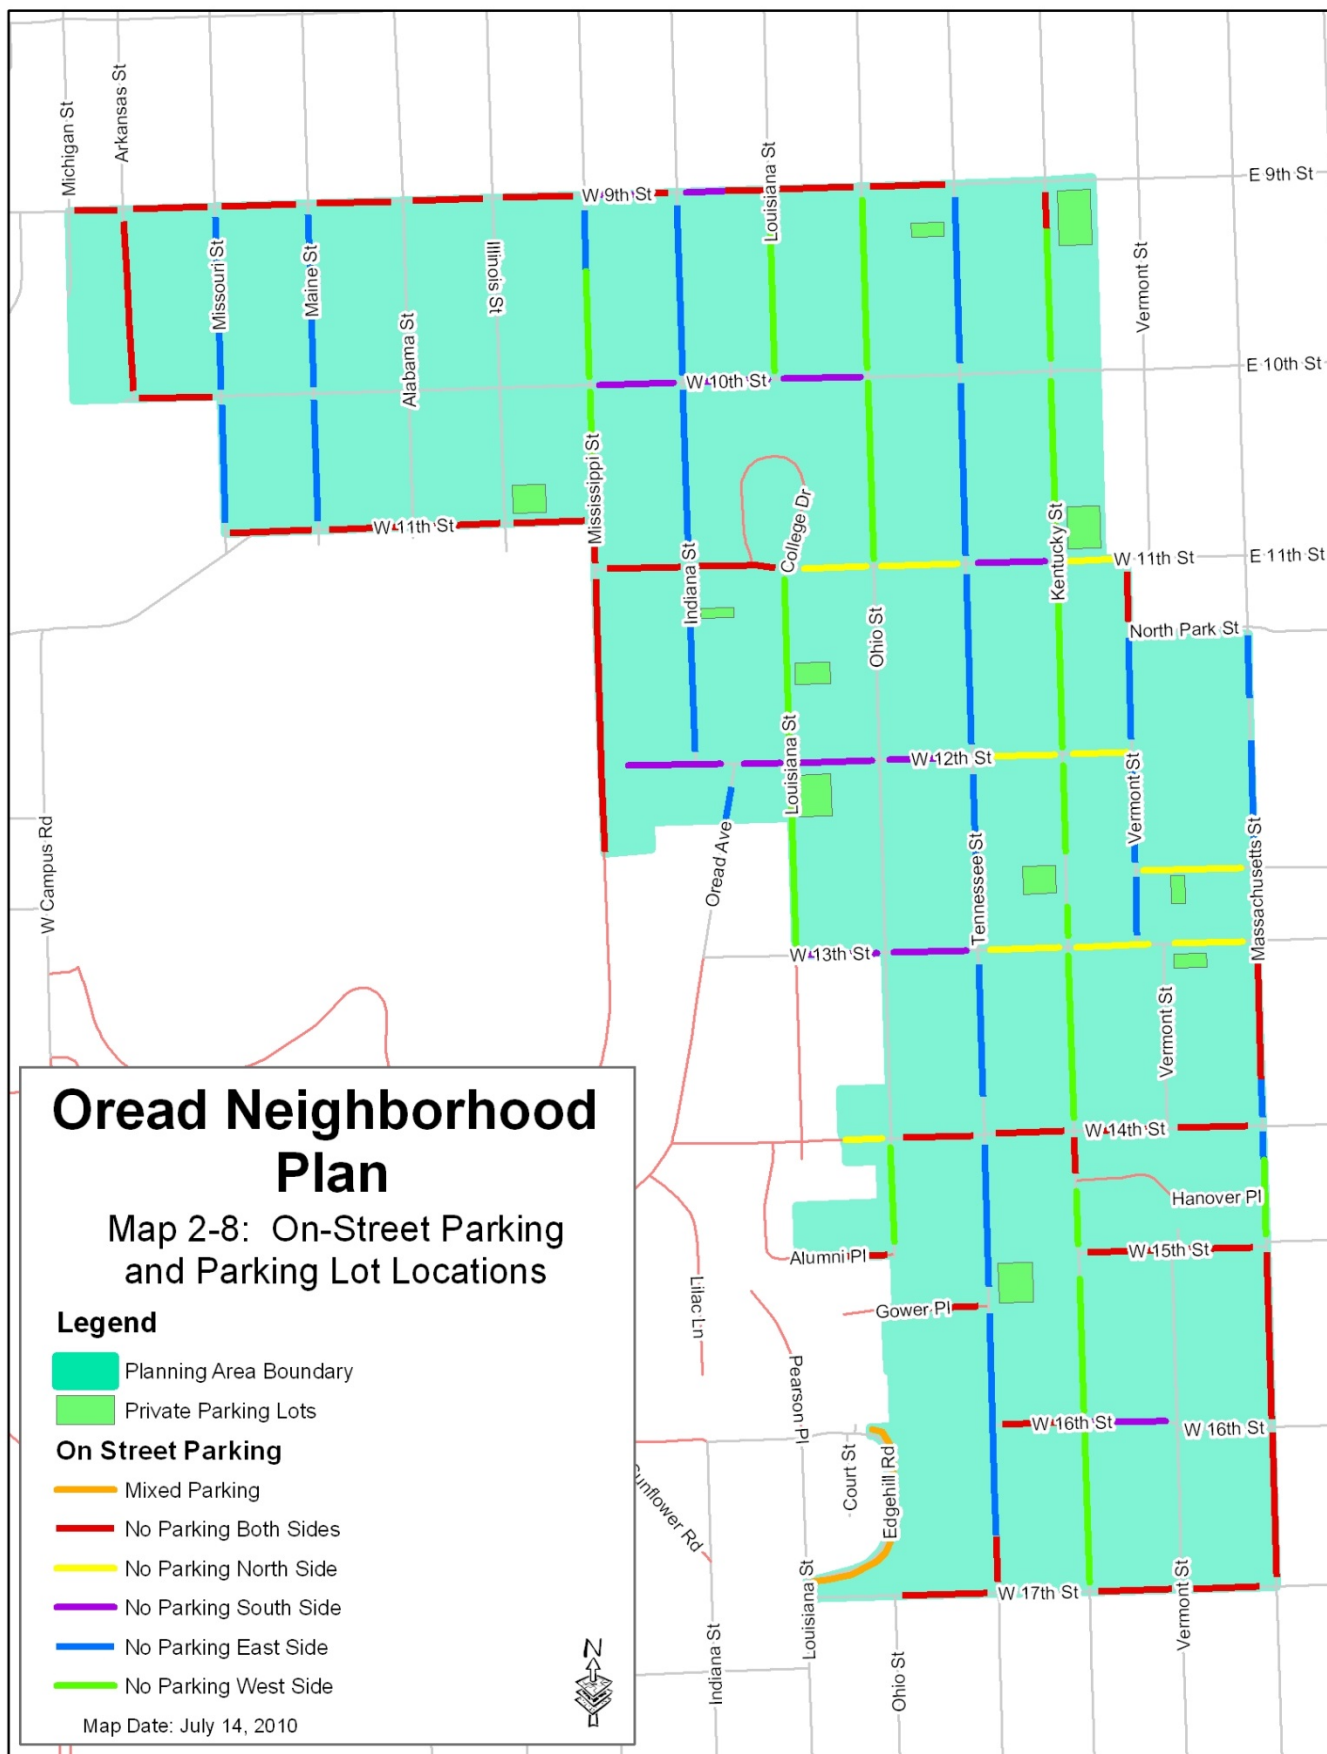 Michigan St
Arkansas St
Louisiana St
W 9th St
E 9th St
Missouri St
Maine St
Alabama St
Illinois St
Vermont St
W 10th St
E 10th St
Mississippi St
College Dr
Kentucky St
W 11th St
W 11th St
E 11th St
Indiana St
Ohio St
North Park St
Louisiana St
W 12th St
Vermont St
W Campus Rd
Oread Ave
Tennessee St
Massachusetts St
W 13th St
Vermont St
W 14th St
Hanover Pl
Alumni Pl
W 15th St
Lilac Ln
Gower Pl
Pearson Pl
W 16th St
W 16th St
Court St
Edgehill Rd
Sunflower Rd
Louisiana St
W 17th St
Vermont St
Indiana St
Ohio St
Oread Neighborhood
Plan
Map 2-8: On-Street Parking
and Parking Lot Locations
Legend
Planning Area Boundary
Private Parking Lots
On Street Parking
Mixed Parking
No Parking Both Sides
No Parking North Side
No Parking South Side
No Parking East Side
No Parking West Side
Map Date: July 14, 2010
N